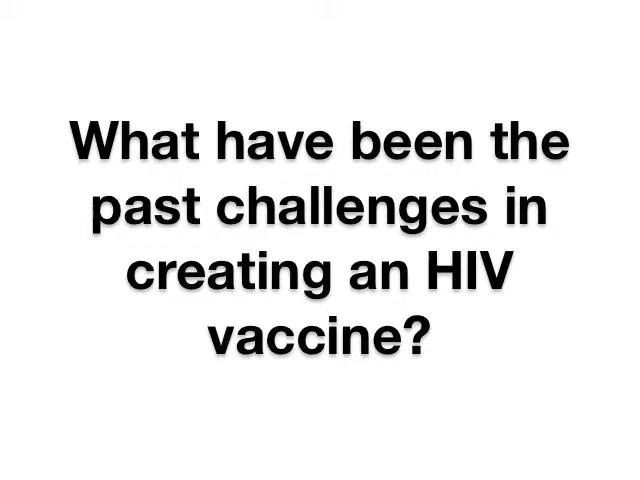 What have been the
past challenges in
creating an HIV
vaccine?